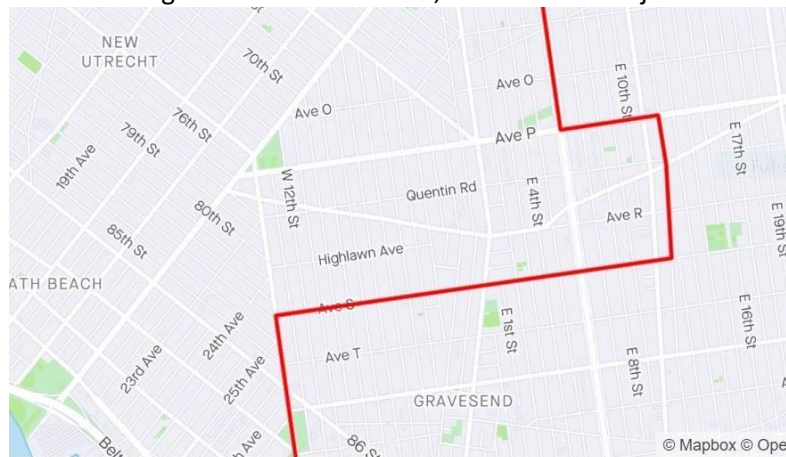 NEW
UTRECHT
70th St
76th St
79th St
19th Ave
80th St
85th St
ATH BEACH
24th Ave
23rd Ave
25th Ave
h Ave
86 St
Belt
Ave O
Ave O
Ave P
W 12th St
Quentin Rd
Highlawn Ave
E 4th St
E 10th St
E 17th St
Ave R
E 19th St
Ave S
Ave T
E 1st St
E 8th St
E 16th St
GRAVESEND
© Mapbox © Ope